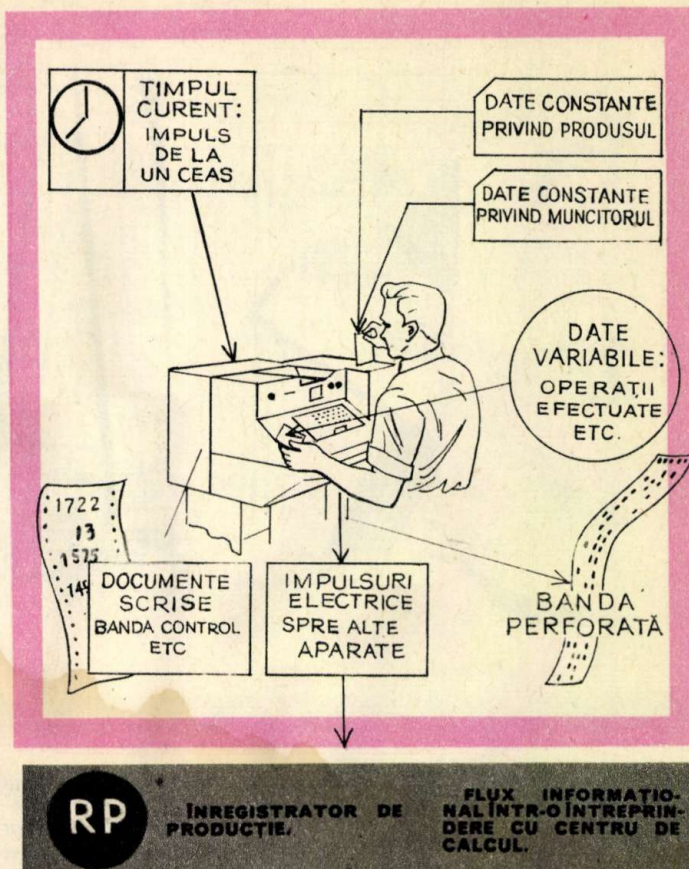 TIMPUL
CURENT:
IMPULS
DE LA
UN CEAS
DATE CONSTANTE
PRIVIND PRODUSUL
DATE CONSTANTE
PRIVIND MUNCITORUL
DATE
VARIABILE:
OPERAȚII
EFECTUATE
ETC.
1722
13
1575
DOCUMENTE
SCRISE
BANDA CONTROL
ETC
IMPULSURI
ELECTRICE
SPRE ALTE
APARATE
BANDA
PERFORATĂ
RP
ÎNREGISTRATOR DE
PRODUCȚIE.
FLUX INFORMAȚIO-
NAL ÎNTR-O ÎNTREPRIN-
DERE CU CENTRU DE
CALCUL.